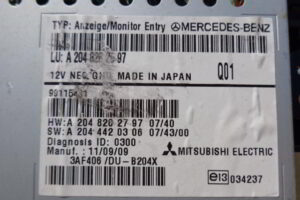 TYP: Anzeige/Monitor Entry MERCEDES-BENZ
LU: A 204 820 27 97
12V NEG. GND MADE IN JAPAN Q01
HW: A 204 820 2797 07/40
SW: A 204 442 03 06 07/43/00
Diagnosis ID: 0300
Manuf.: 11/09/09 MITSUBISHI ELECTRIC
3AF406 /DU-B204X
e13 034237